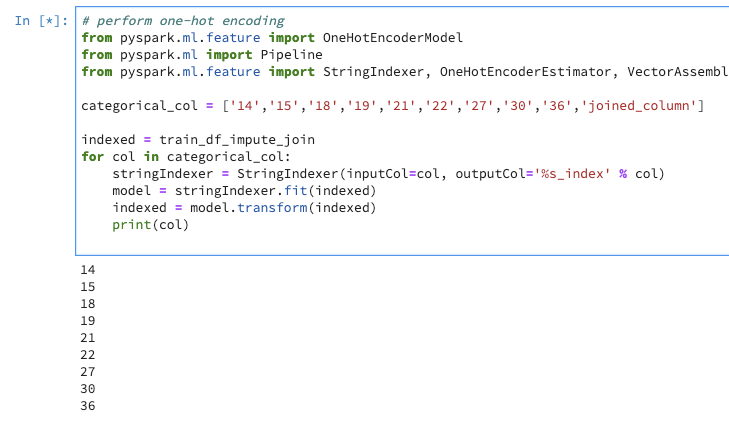 In [*]:
# perform one-hot encoding
from pyspark.ml.feature import OneHotEncoderModel
from pyspark.ml import Pipeline
from pyspark.ml.feature import StringIndexer, OneHotEncoderEstimator, VectorAssembl
categorical_col = ['14','15','18','19','21','22','27','30','36','joined_column']
indexed = train_df_impute_join
for col in categorical_col:
    stringIndexer = StringIndexer(inputCol=col, outputCol='%s_index' % col)
    model = stringIndexer.fit(indexed)
    indexed = model.transform(indexed)
    print(col)
14
15
18
19
21
22
27
30
36